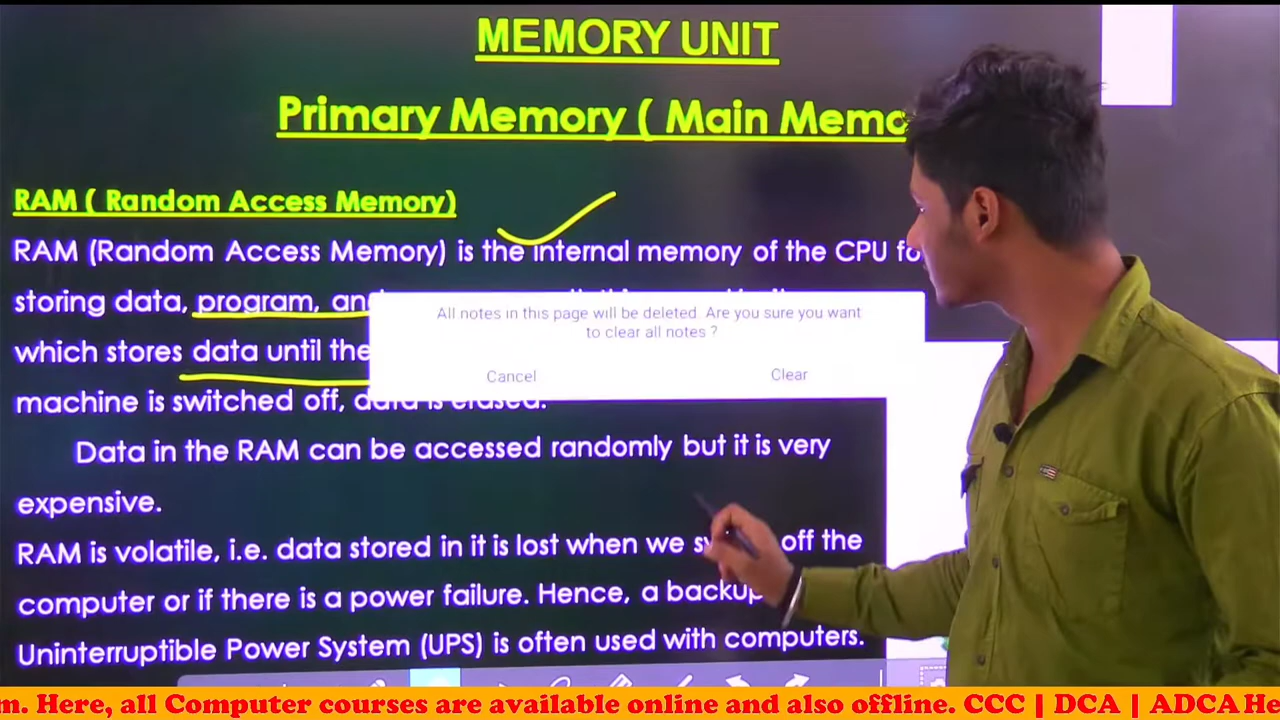 MEMORY UNIT
Primary Memory ( Main Memo
RAM ( Random Access Memory)
RAM (Random Access Memory) is the internal memory of the CPU fo
storing data, program, and
which stores data until the
All notes in this page will be deleted. Are you sure you want
to clear all notes ?
Cancel Clear
machine is switched off, data is erased.
Data in the RAM can be accessed randomly but it is very
expensive.
RAM is volatile, i.e. data stored in it is lost when we off the
computer or if there is a power failure. Hence, a backup
Uninterruptible Power System (UPS) is often used with computers.
m. Here, all Computer courses are available online and also offline. CCC | DCA | ADCA He